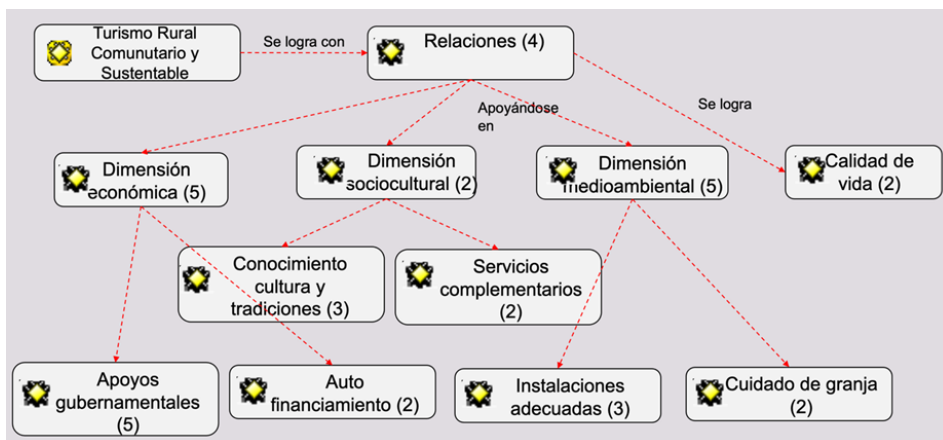 Turismo Rural
Comunutario y
Sustentable
Se logra con
Relaciones (4)
Apoyándose
en
Se logra
Dimensión
económica (5)
Dimensión
sociocultural (2)
Dimensión
medioambiental (5)
Calidad de
vida (2)
Conocimiento
cultura y
tradiciones (3)
Servicios
complementarios
(2)
Apoyos
gubernamentales
(5)
Auto
financiamiento (2)
Instalaciones
adecuadas (3)
Cuidado de granja
(2)